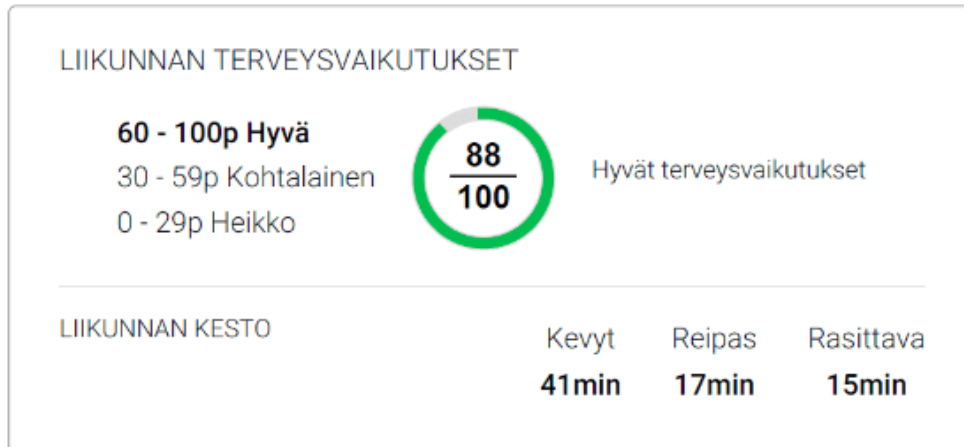 LIIKUNNAN TERVEYSVAIKUTUKSET
60 - 100p Hyvä
30 - 59p Kohtalainen
0 - 29p Heikko
88
100
Hyvät terveysvaikutukset
LIIKUNNAN KESTO
Kevyt Reipas Rasittava
41min 17min 15min